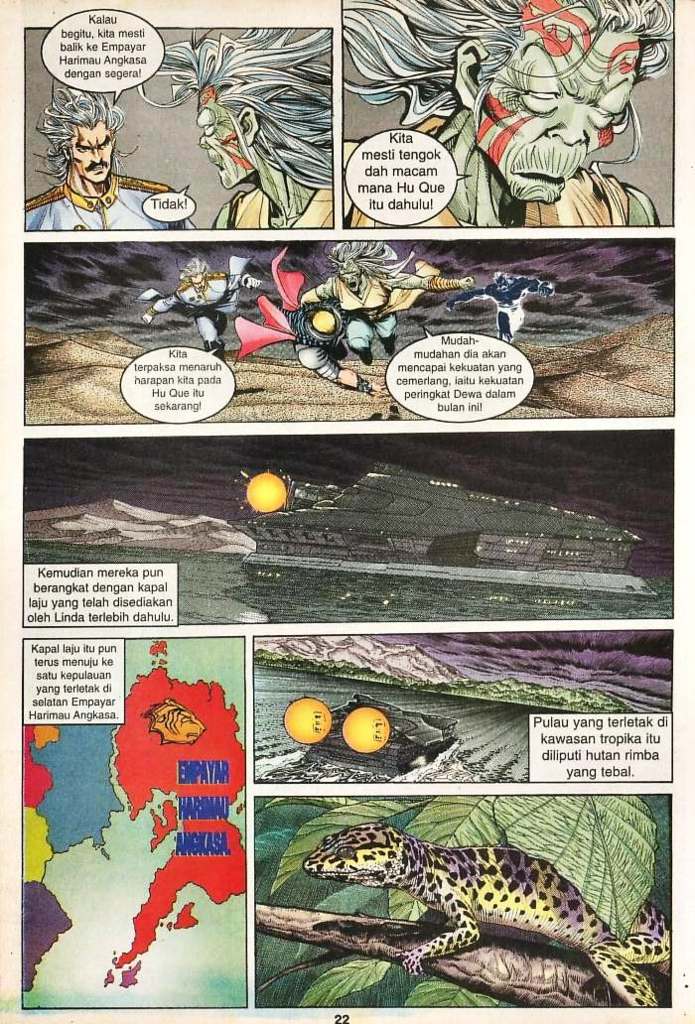 Kalau
begitu, kita mesti
balik ke Empayar
Harimau Angkasa
dengan segera!
Tidak!
Kita
mesti tengok
dah macam
mana Hu Que
itu dahulu!
Kita
terpaksa menaruh
harapan kita pada
Hu Que itu
sekarang!
Mudah-
mudahan dia akan
mencapai kekuatan yang
cemerlang, iaitu kekuatan
peringkat Dewa dalam
bulan ini!
Kemudian mereka pun
berangkat dengan kapal
laju yang telah disediakan
oleh Linda terlebih dahulu.
Kapal laju itu pun
terus menuju ke
satu kepulauan
yang terletak di
selatan Empayar
Harimau Angkasa.
EMPAYAR
HARIMAU
ANGKASA
Pulau yang terletak di
kawasan tropika itu
diliputi hutan rimba
yang tebal.
22